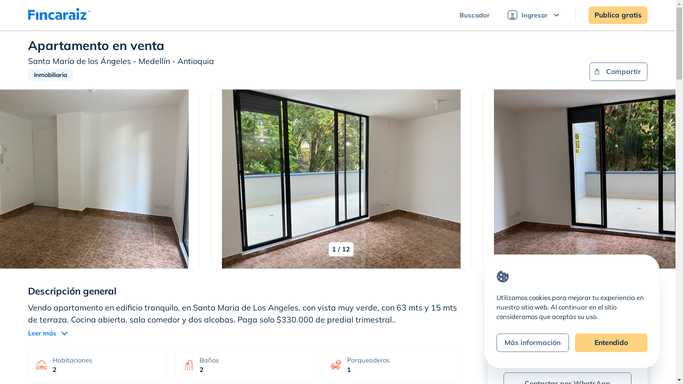 Fincaraiz
Buscador
Ingresar
Publica gratis
Apartamento en venta
Santa María de los Ángeles - Medellín - Antioquia
Inmobiliaria
Compartir
1 / 12
Descripción general
Vendo apartamento en edificio tranquilo, en Santa Maria de Los Angeles, con vista muy verde, con 63 mts y 15 mts
de terraza. Cocina abierta, sala comedor y dos alcobas. Paga solo $330.000 de predial trimestral..
Leer más
Habitaciones
2
Baños
2
Parqueaderos
1
Utilizamos cookies para mejorar tu experiencia en
nuestro sitio web. Al continuar en el sitio
consideramos que aceptas su uso.
Más información
Entendido
Contactar por WhatsApp